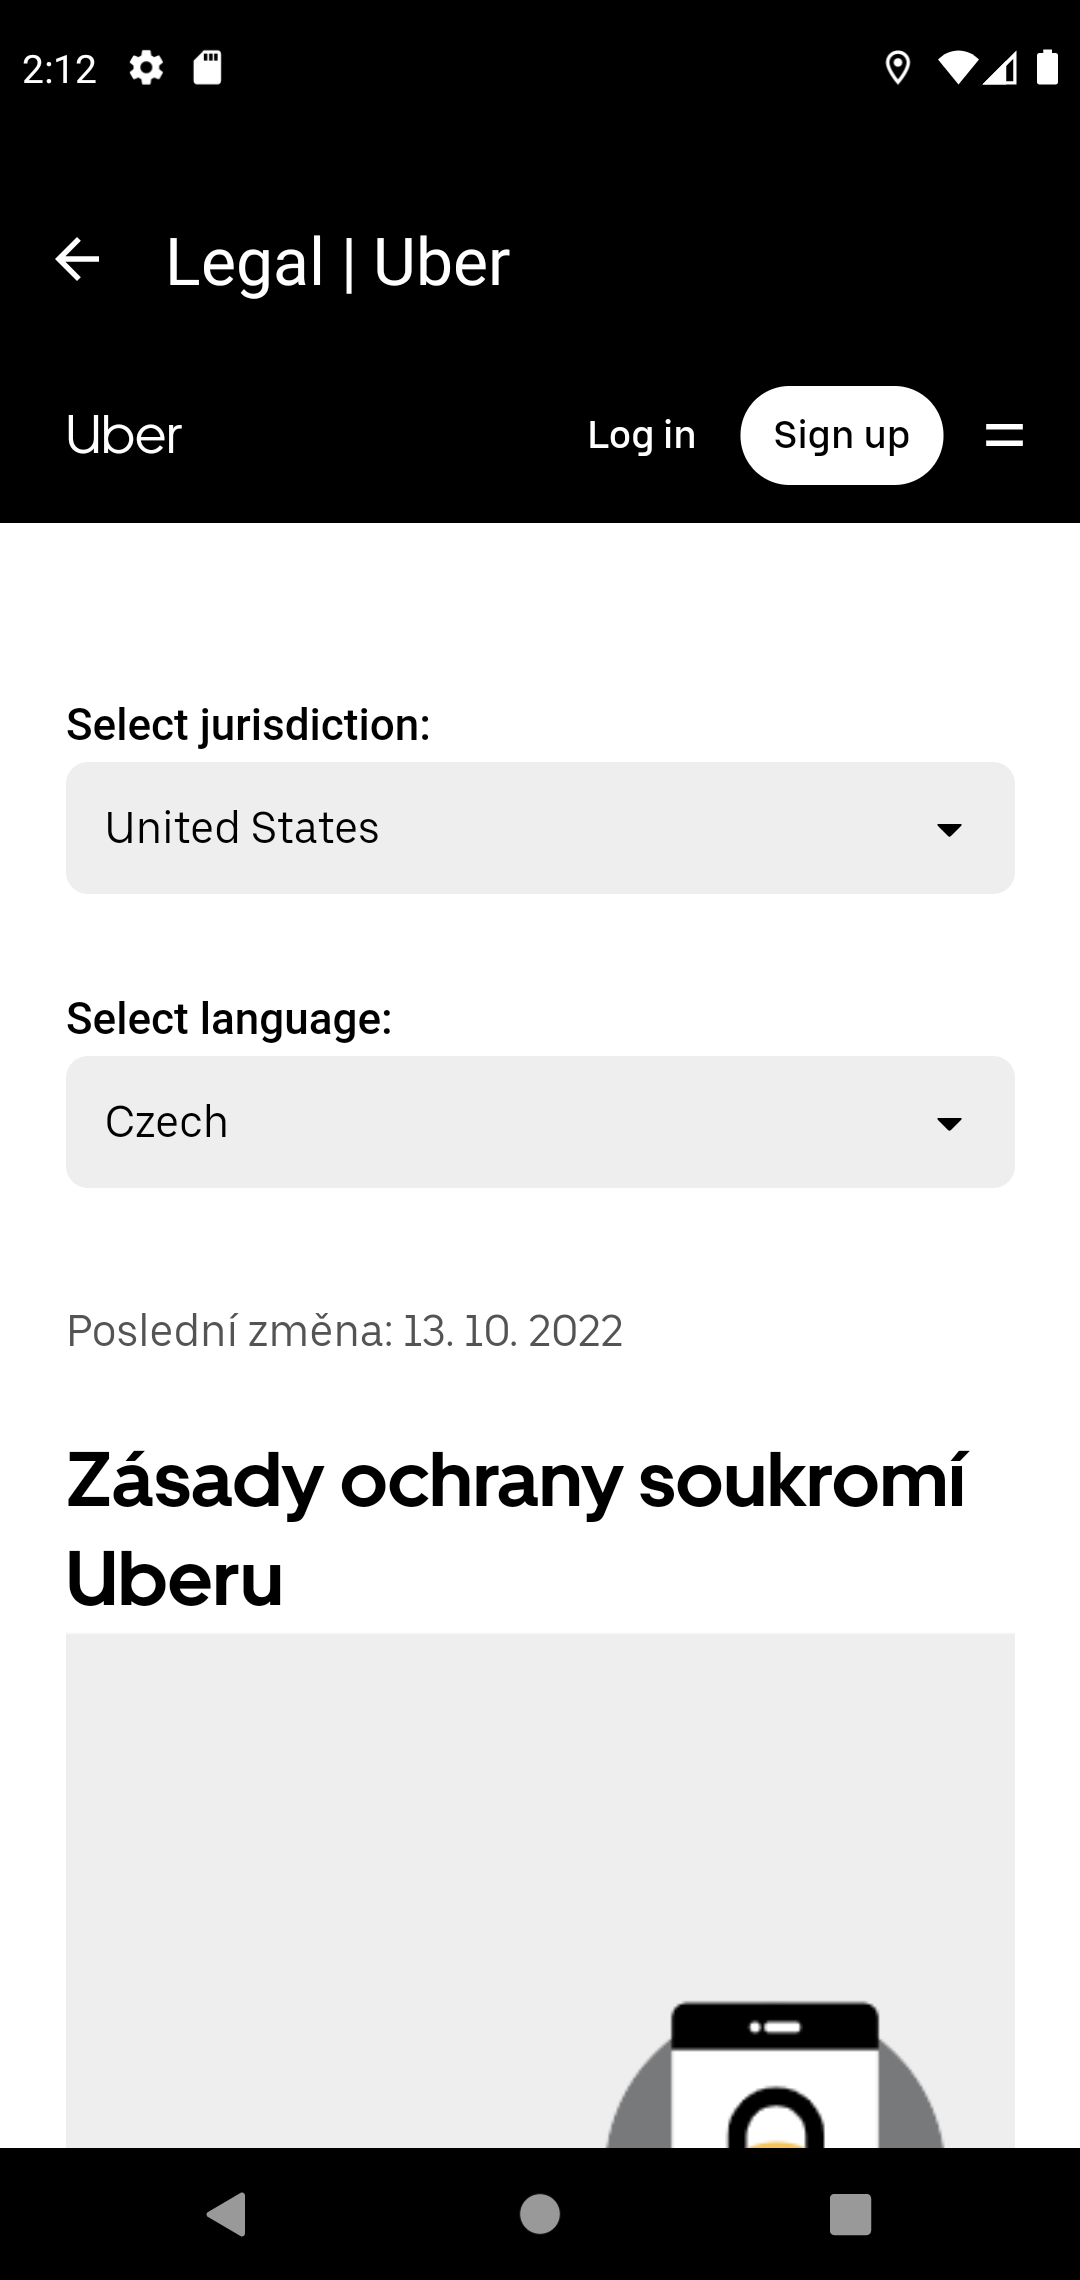 2:12
Legal | Uber
Uber
Log in
Sign up
Select jurisdiction:
United States
Select language:
Czech
Poslední změna: 13. 10. 2022
Zásady ochrany soukromí
Uberu